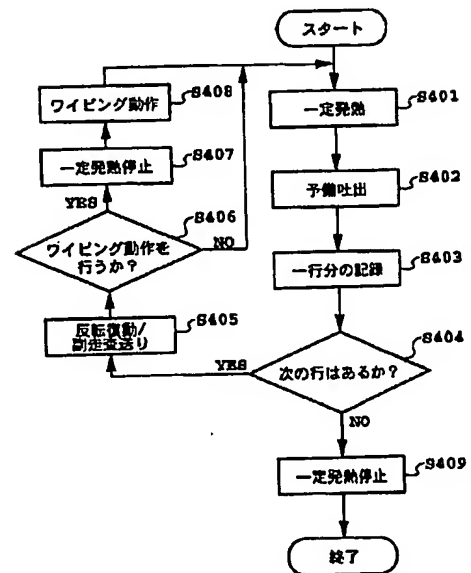 スタート
一定発熱
S401
予備吐出
S402
一行分の記録
S403
次の行はあるか?
S404
YES
NO
反転復動/
副走査送り
S405
ワイピング動作を
行うか?
S406
YES
NO
一定発熱停止
S407
ワイピング動作
S408
一定発熱停止
S409
終了